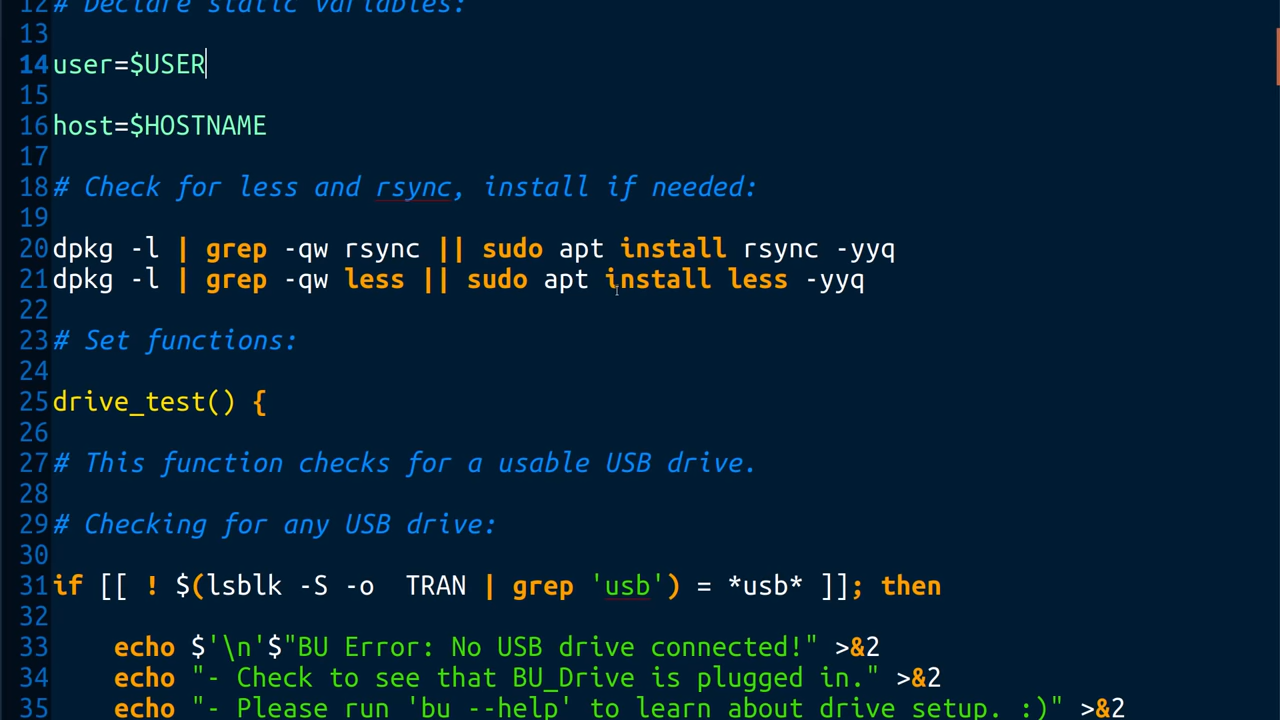 12 # Declare static variables:
13
14 user=$USER
15
16 host=$HOSTNAME
17
18 # Check for less and rsync, install if needed:
19
20 dpkg -l | grep -qw rsync || sudo apt install rsync -yyq
21 dpkg -l | grep -qw less || sudo apt install less -yyq
22
23 # Set functions:
24
25 drive_test() {
26
27 # This function checks for a usable USB drive.
28
29 # Checking for any USB drive:
30
31 if [[ ! $(lsblk -S -o  TRAN | grep 'usb') = *usb* ]]; then
32
33     echo $'\n'$"BU Error: No USB drive connected!" >&2
34     echo "- Check to see that BU_Drive is plugged in." >&2
35     echo "- Please run 'bu --help' to learn about drive setup. :)" >&2